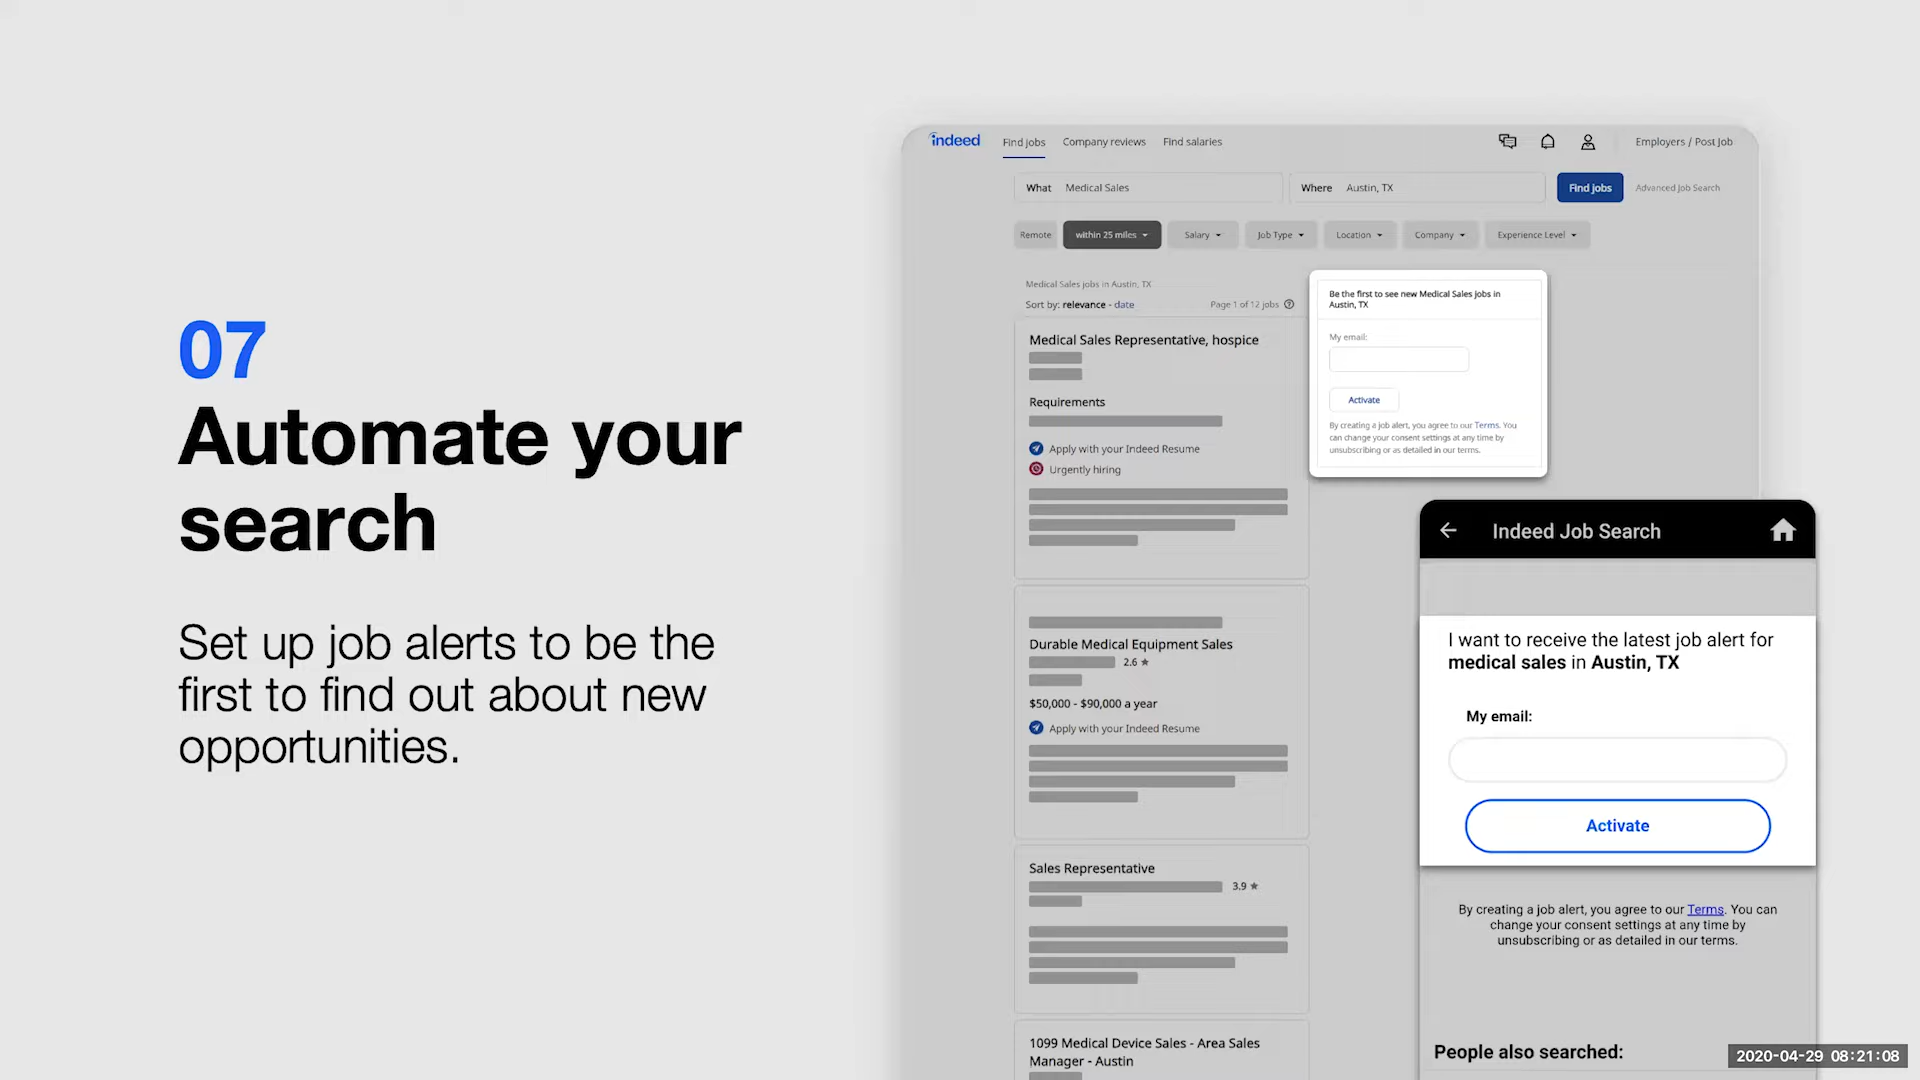 07
Automate your
search
Set up job alerts to be the
first to find out about new
opportunities.
indeed
Find jobs Company reviews Find salaries
Employers / Post Job
What Medical Sales
Where Austin, TX
Find jobs
Advanced Job Search
Remote within 25 miles Salary Job Type Location Company Experience Level
Medical Sales jobs in Austin, TX
Sort by: relevance - date
Page 1 of 12 jobs
Medical Sales Representative, hospice
Requirements
Apply with your Indeed Resume
Urgently hiring
Durable Medical Equipment Sales
2.6
$50,000 - $90,000 a year
Apply with your Indeed Resume
Sales Representative
3.9
1099 Medical Device Sales - Area Sales
Manager - Austin
Be the first to see new Medical Sales jobs in
Austin, TX
My email:
Activate
By creating a job alert, you agree to our Terms. You
can change your consent settings at any time by
unsubscribing or as detailed in our terms.
Indeed Job Search
I want to receive the latest job alert for
medical sales in Austin, TX
My email:
Activate
By creating a job alert, you agree to our Terms. You can
change your consent settings at any time by
unsubscribing or as detailed in our terms.
People also searched:
2020-04-29 08:21:08